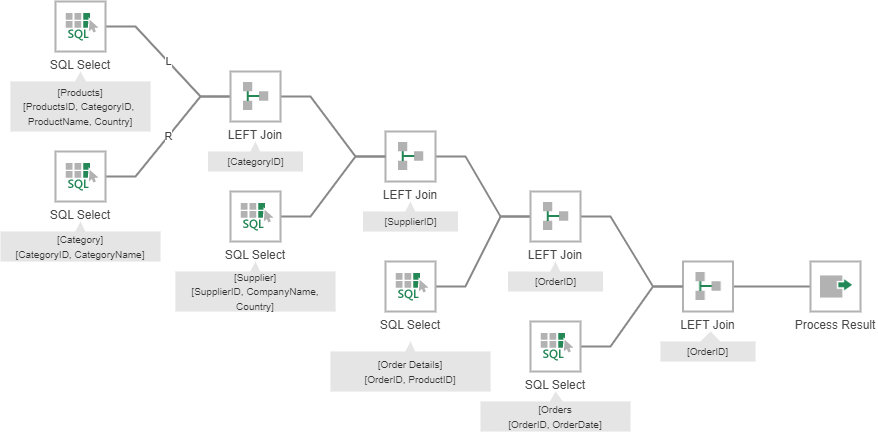 SQL
SQL Select
[Products]
[ProductsID, CategoryID,
ProductName, Country]
L
R
SQL
SQL Select
[Category]
[CategoryID, CategoryName]
LEFT Join
[CategoryID]
SQL
SQL Select
[Supplier]
[SupplierID, CompanyName,
Country]
LEFT Join
[SupplierID]
SQL
SQL Select
[Order Details]
[OrderID, ProductID]
LEFT Join
[OrderID]
SQL
SQL Select
[Orders
[OrderID, OrderDate]
LEFT Join
[OrderID]
Process Result